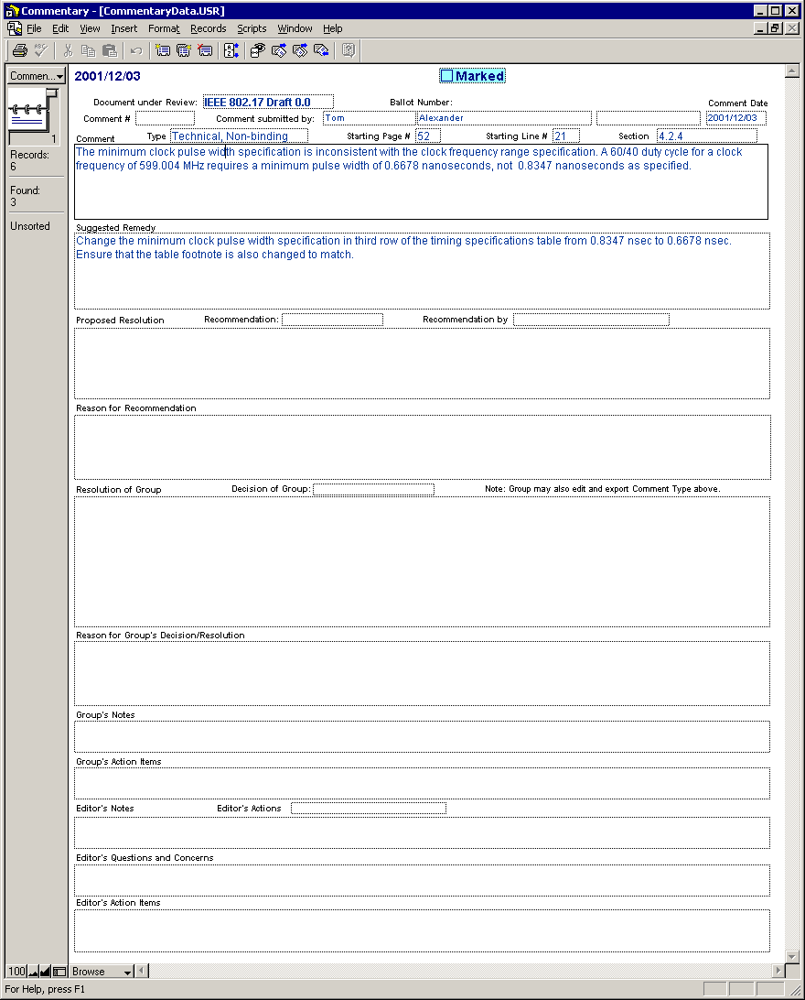 Commentary - [CommentaryData.USR]
File Edit View Insert Format Records Scripts Window Help
Commen...
1
Records:
6
Found:
3
Unsorted
2001/12/03 Marked
Document under Review: IEEE 802.17 Draft 0.0 Ballot Number: Comment Date
Comment # Comment submitted by: Tom Alexander 2001/12/03
Comment Type Technical, Non-binding Starting Page # 52 Starting Line # 21 Section 4.2.4
The minimum clock pulse width specification is inconsistent with the clock frequency range specification. A 60/40 duty cycle for a clock
frequency of 599.004 MHz requires a minimum pulse width of 0.6678 nanoseconds, not 0.8347 nanoseconds as specified.
Suggested Remedy
Change the minimum clock pulse width specification in third row of the timing specifications table from 0.8347 nsec to 0.6678 nsec.
Ensure that the table footnote is also changed to match.
Proposed Resolution Recommendation: Recommendation by
Reason for Recommendation
Resolution of Group Decision of Group: Note: Group may also edit and export Comment Type above.
Reason for Group's Decision/Resolution
Group's Notes
Group's Action Items
Editor's Notes Editor's Actions
Editor's Questions and Concerns
Editor's Action Items
100 Browse
For Help, press F1